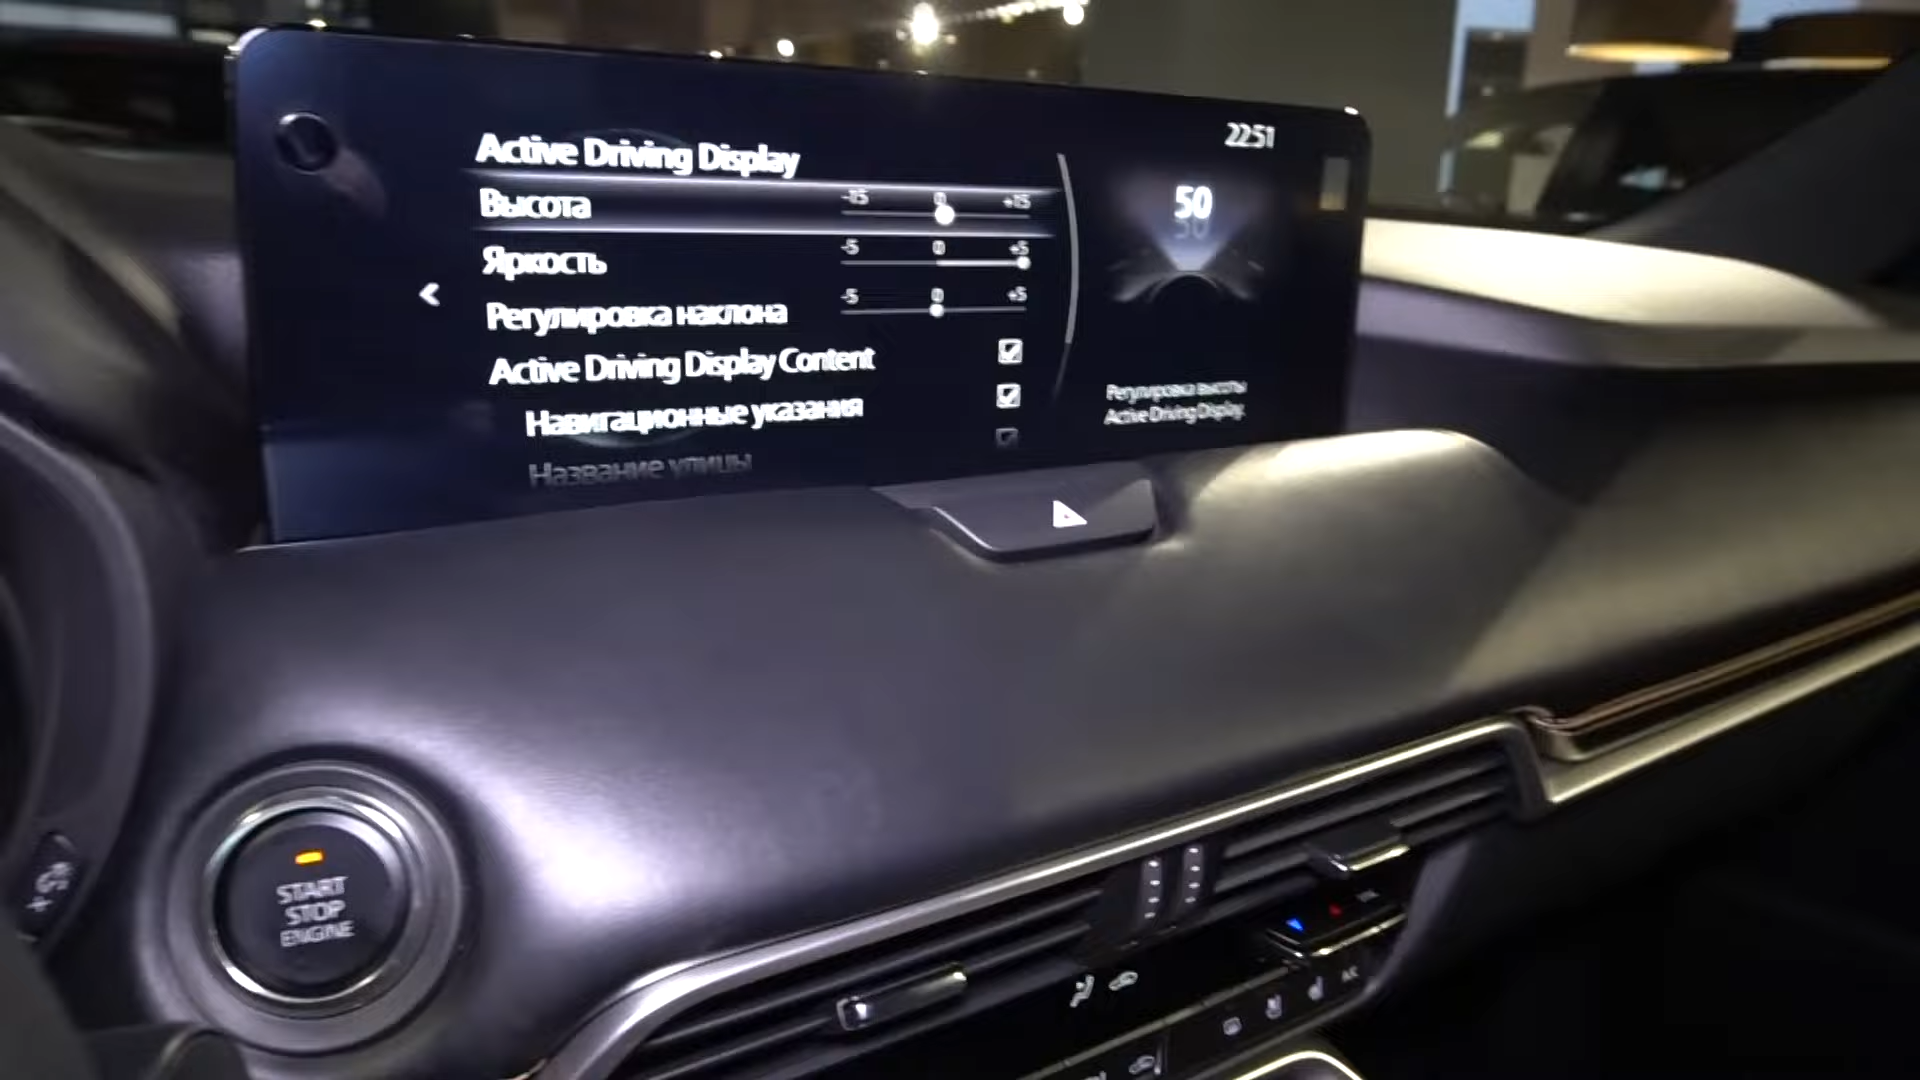 22:51
Active Driving Display
Высота -15 0 +15
Яркость -5 0 +5
Регулировка наклона -5 0 +5
Active Driving Display Content
Навигационные указания
Название улицы
50
Регулировка высоты
Active Driving Display.
START
STOP
ENGINE